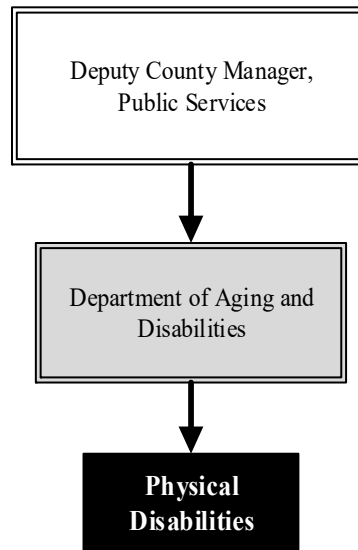 Deputy County Manager,
Public Services
Department of Aging and
Disabilities
Physical
Disabilities